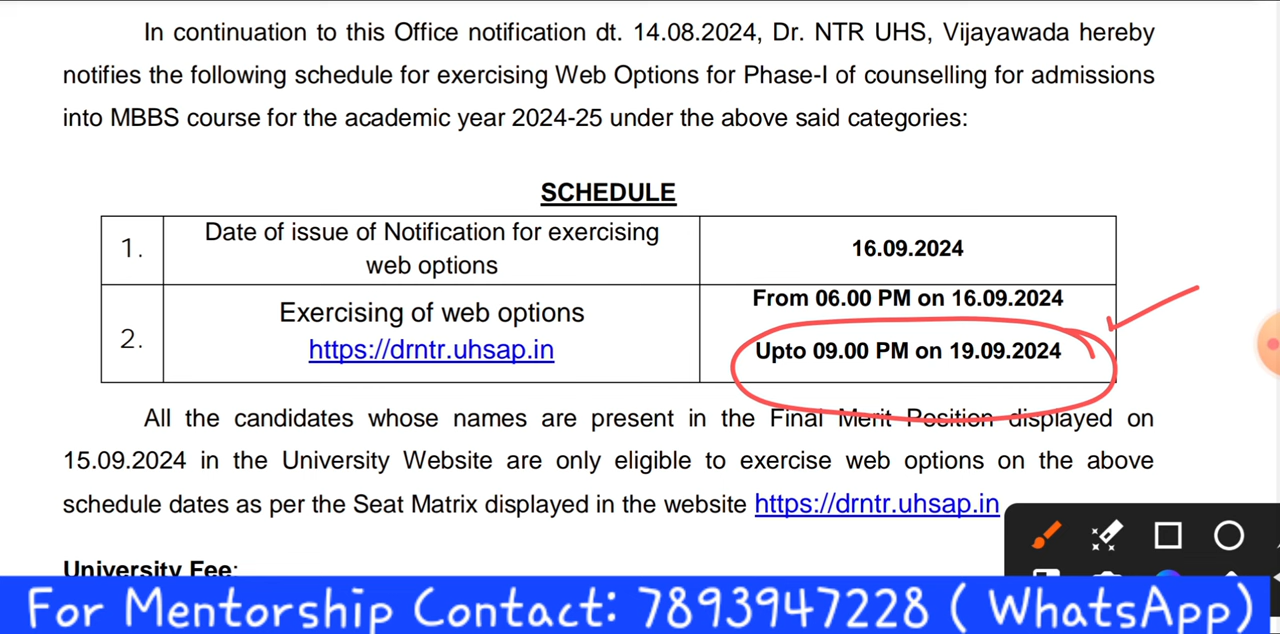 In continuation to this Office notification dt. 14.08.2024, Dr. NTR UHS, Vijayawada hereby
notifies the following schedule for exercising Web Options for Phase-I of counselling for admissions
into MBBS course for the academic year 2024-25 under the above said categories:
SCHEDULE
1. Date of issue of Notification for exercising
web options
16.09.2024
2. Exercising of web options
https://drntr.uhsap.in
From 06.00 PM on 16.09.2024
Upto 09.00 PM on 19.09.2024
All the candidates whose names are present in the Final Merit Position displayed on
15.09.2024 in the University Website are only eligible to exercise web options on the above
schedule dates as per the Seat Matrix displayed in the website https://drntr.uhsap.in
University Fee:
For Mentorship Contact: 7893947228 ( WhatsApp)